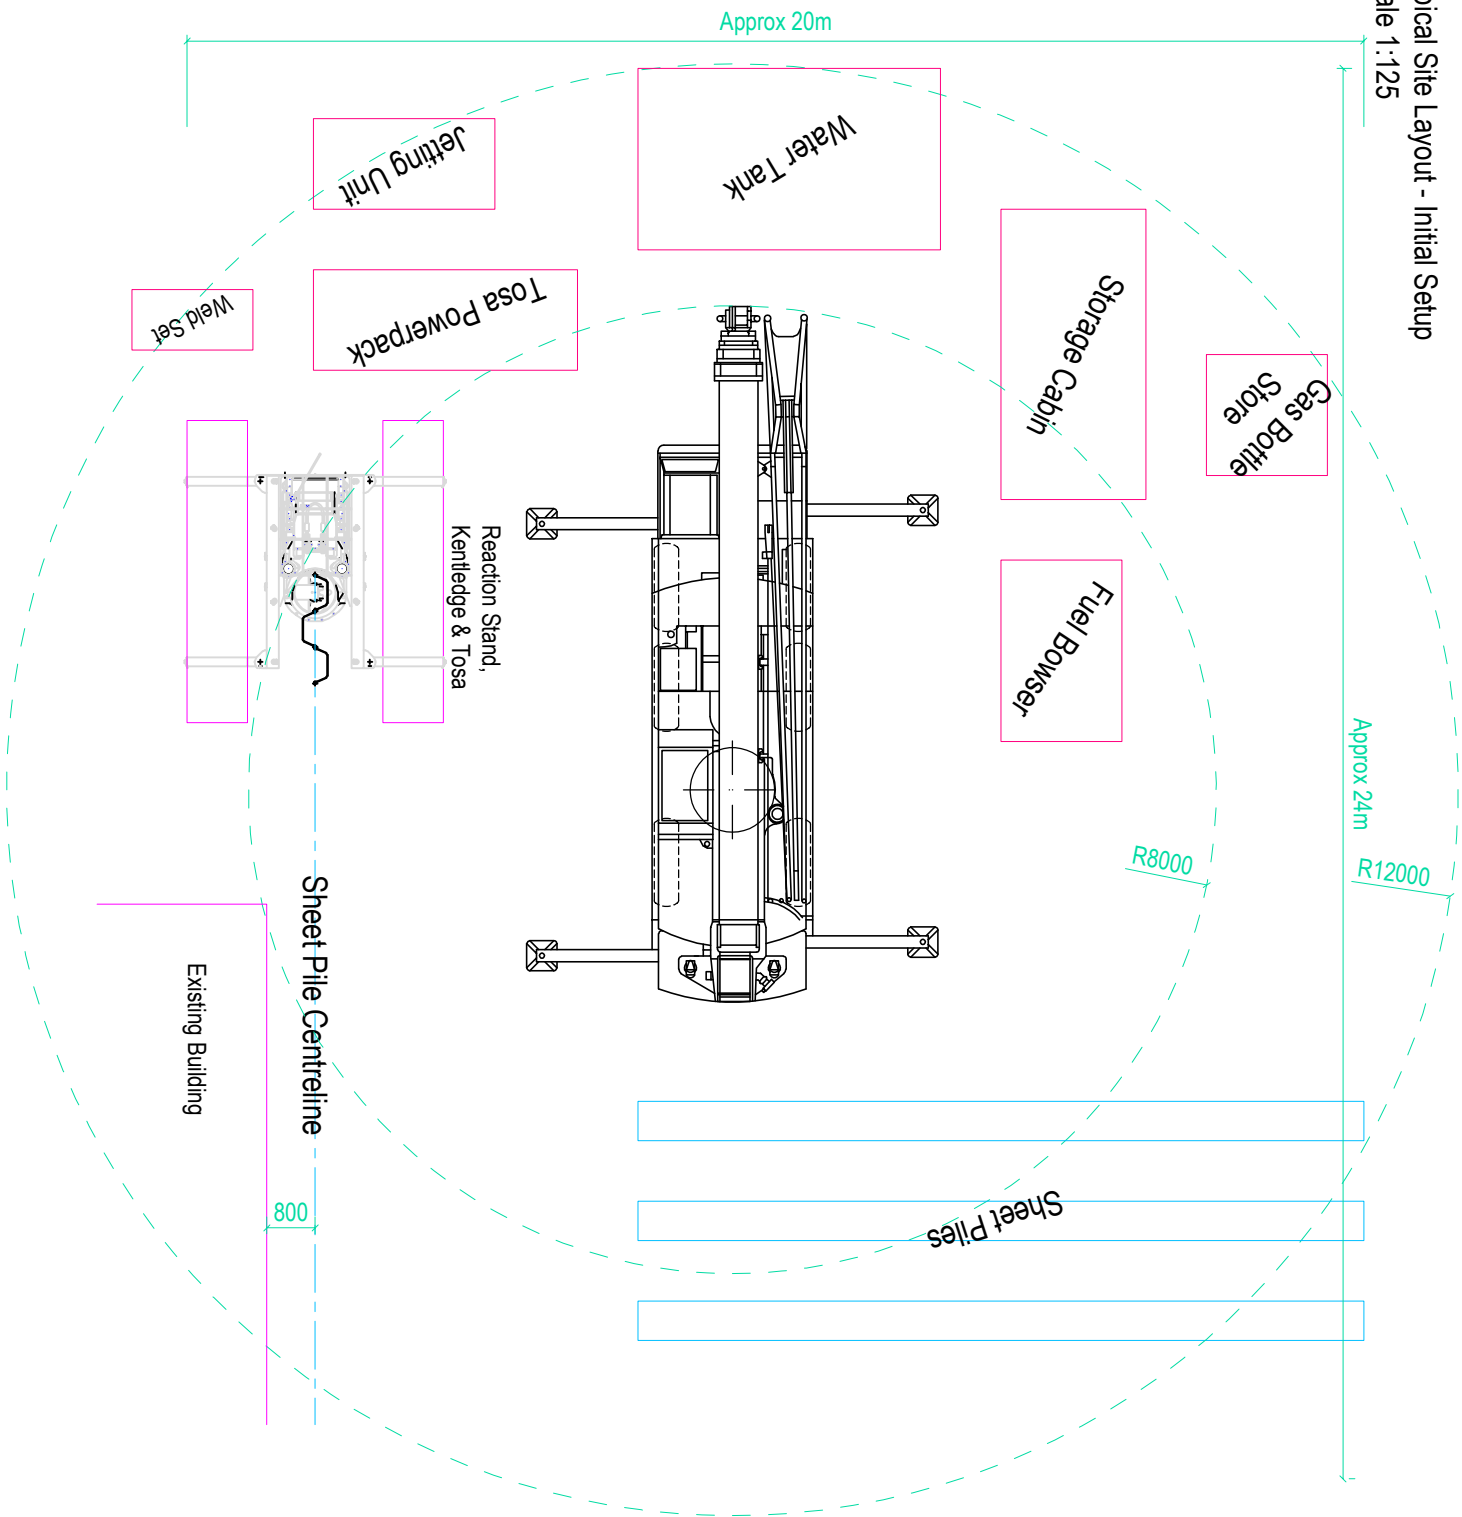 Typical Site Layout - Initial Setup
Scale 1:125
Approx 20m
Water Tank
Jetting Unit
Tosa Powerpack
Weld Set
Storage Cabin
Gas Bottle
Store
Reaction Stand,
Kentledge & Tosa
Fuel Bowser
Approx 24m
R8000
R12000
Sheet Pile Centreline
Existing Building
800
Sheet Piles